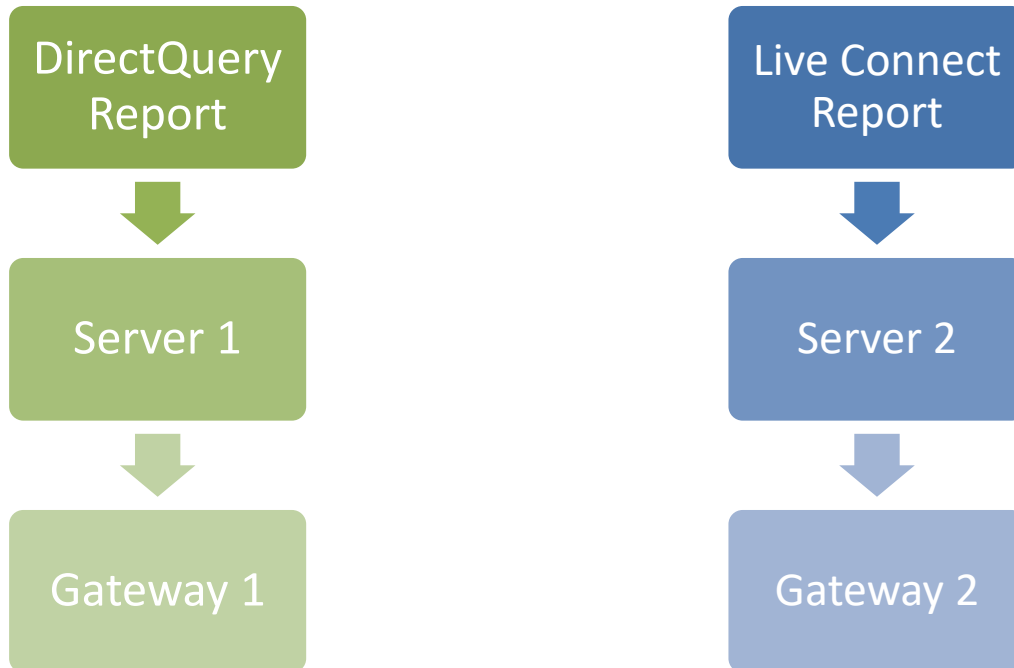 DirectQuery
Report
Server 1
Gateway 1
Live Connect
Report
Server 2
Gateway 2